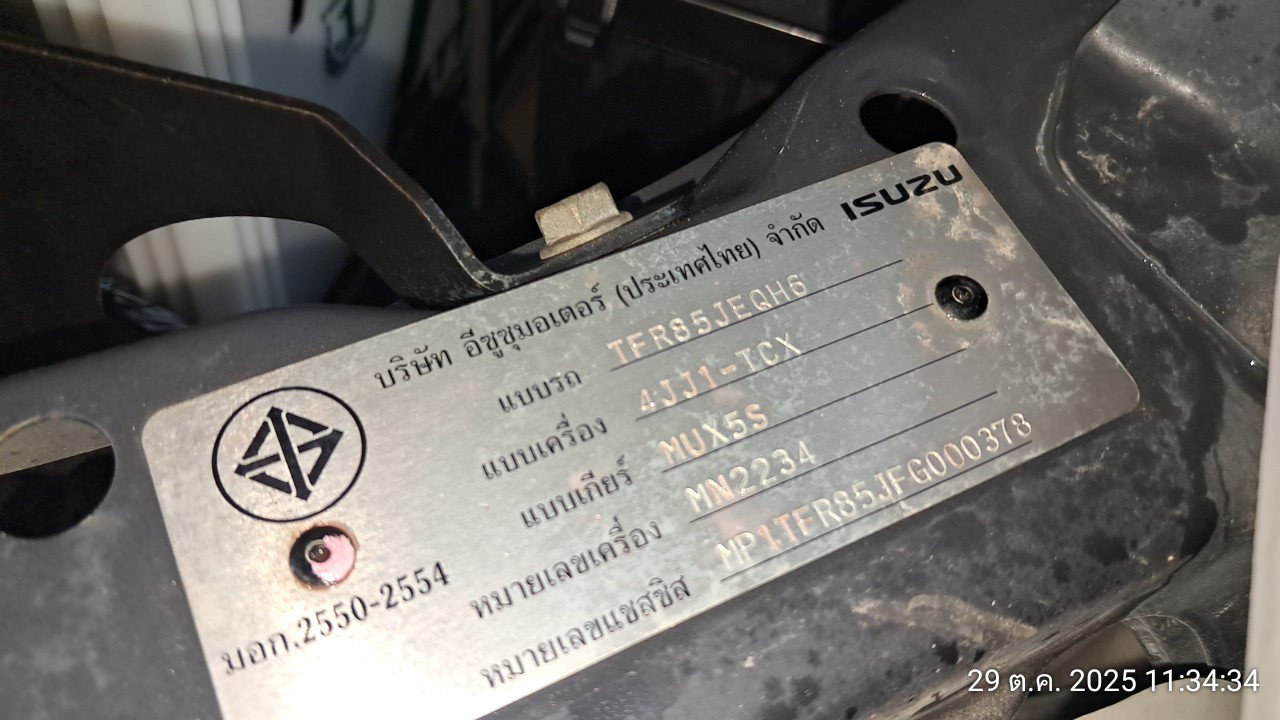 ISUZU
บริษัท อีซูซุมอเตอร์ (ประเทศไทย) จำกัด
แบบรถ TFR85JEQH6
แบบเครื่อง 4JJ1-TCX
แบบเกียร์ MUX5S
หมายเลขเครื่อง MN2234
หมายเลขแชสซิส MP1TFR85JFG000378
มอก.2550-2554
29 ต.ค. 2025 11:34:34